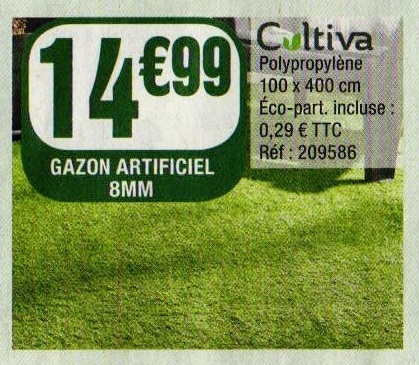 14€99
GAZON ARTIFICIEL
8MM
Cultiva
Polypropylène
100 x 400 cm
Éco-part. incluse :
0,29 € TTC
Réf : 209586